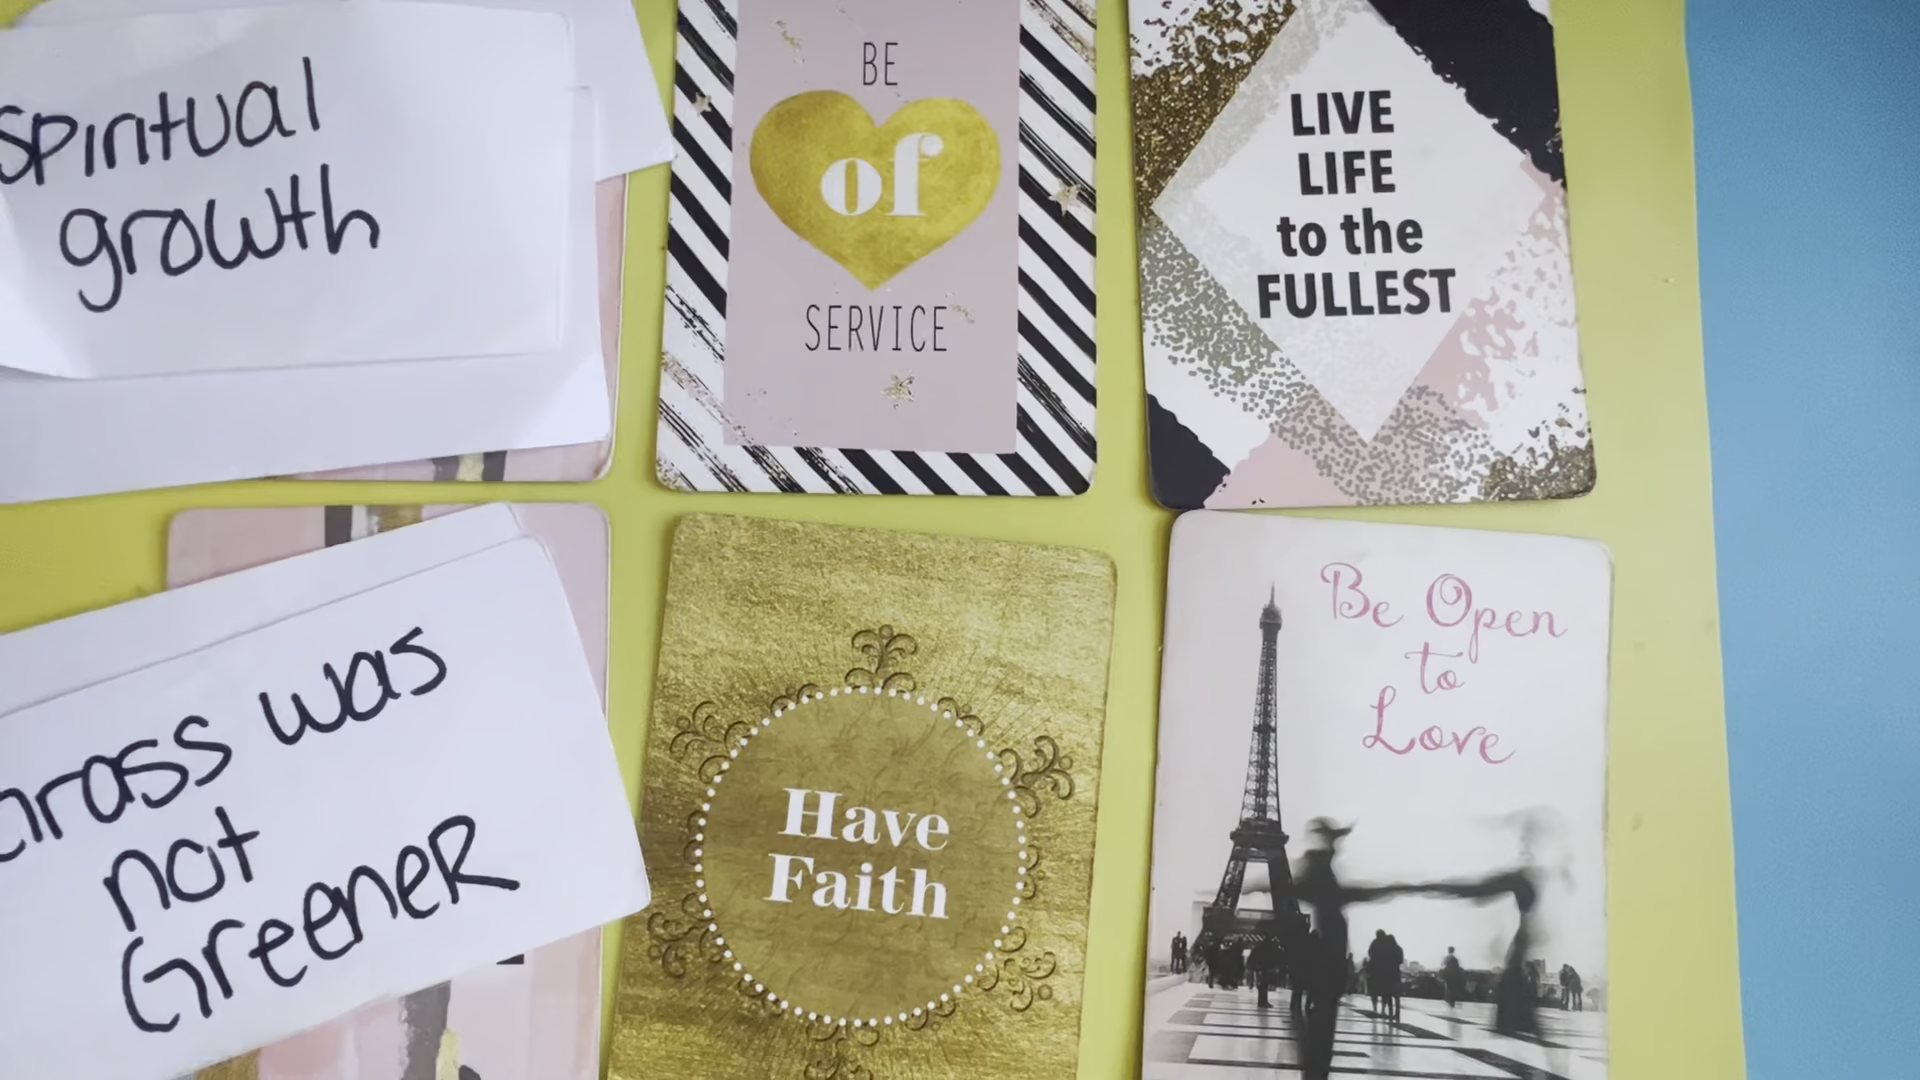 Spiritual
growth
BE
of
SERVICE
LIVE
LIFE
to the
FULLEST
Grass was
not
GreeneR
Have
Faith
Be Open
to
Love